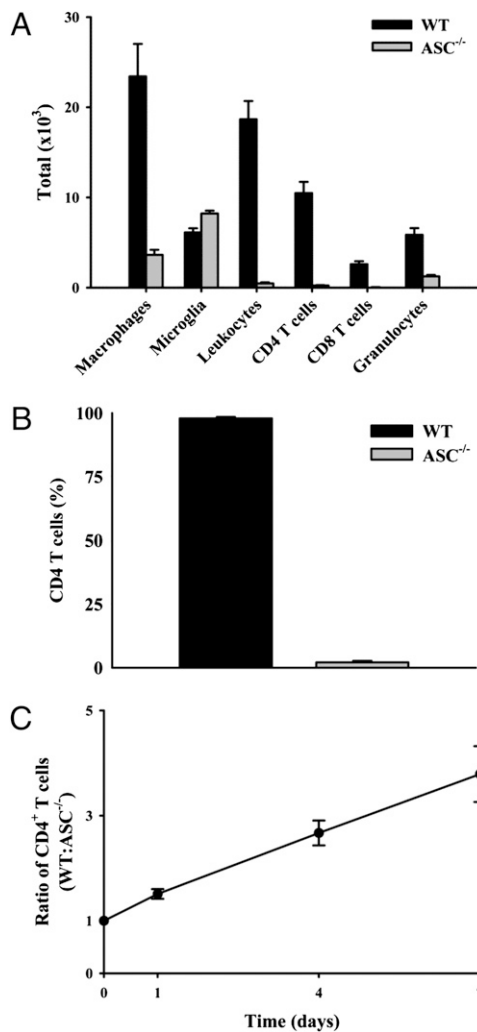 A
30
WT
ASC-/-
20
Total (x10³)
10
0
Macrophages
Microglia
Leukocytes
CD4 T cells
CD8 T cells
Granulocytes
B
100
WT
ASC-/-
75
CD4 T cells (%)
50
25
0
C
5
Ratio of CD4+ T cells
(WT:ASC-/-)
3
1
0
0
1
4
Time (days)